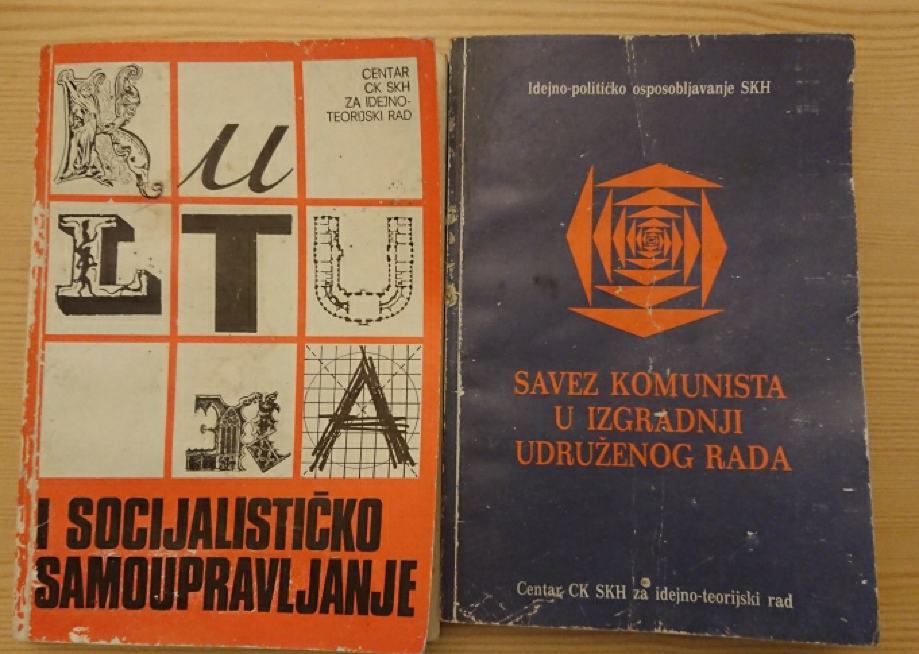 CENTAR
CK SKH
ZA IDEJNO-
TEORIJSKI RAD
Ku
LTU
RA
I SOCIJALISTIČKO
SAMOUPRAVLJANJE
Idejno-političko osposobljavanje SKH
SAVEZ KOMUNISTA
U IZGRADNJI
UDRUŽENOG RADA
Centar CK SKH za idejno-teorijski rad